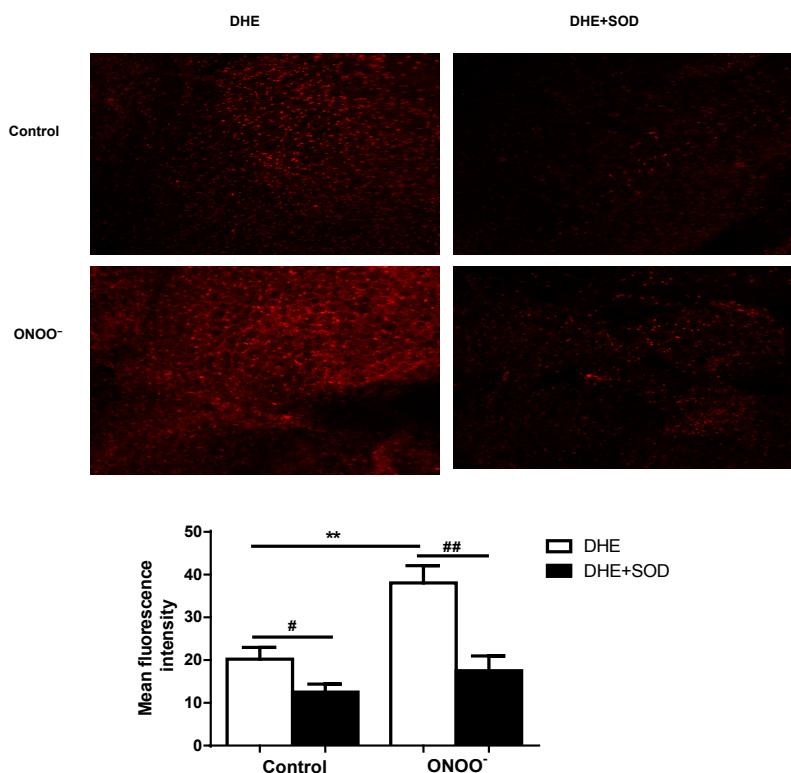 DHE
DHE+SOD
Control
ONOO⁻
50
40
30
20
10
0
Mean fluorescence
intensity
**
##
#
DHE
DHE+SOD
Control
ONOO⁻